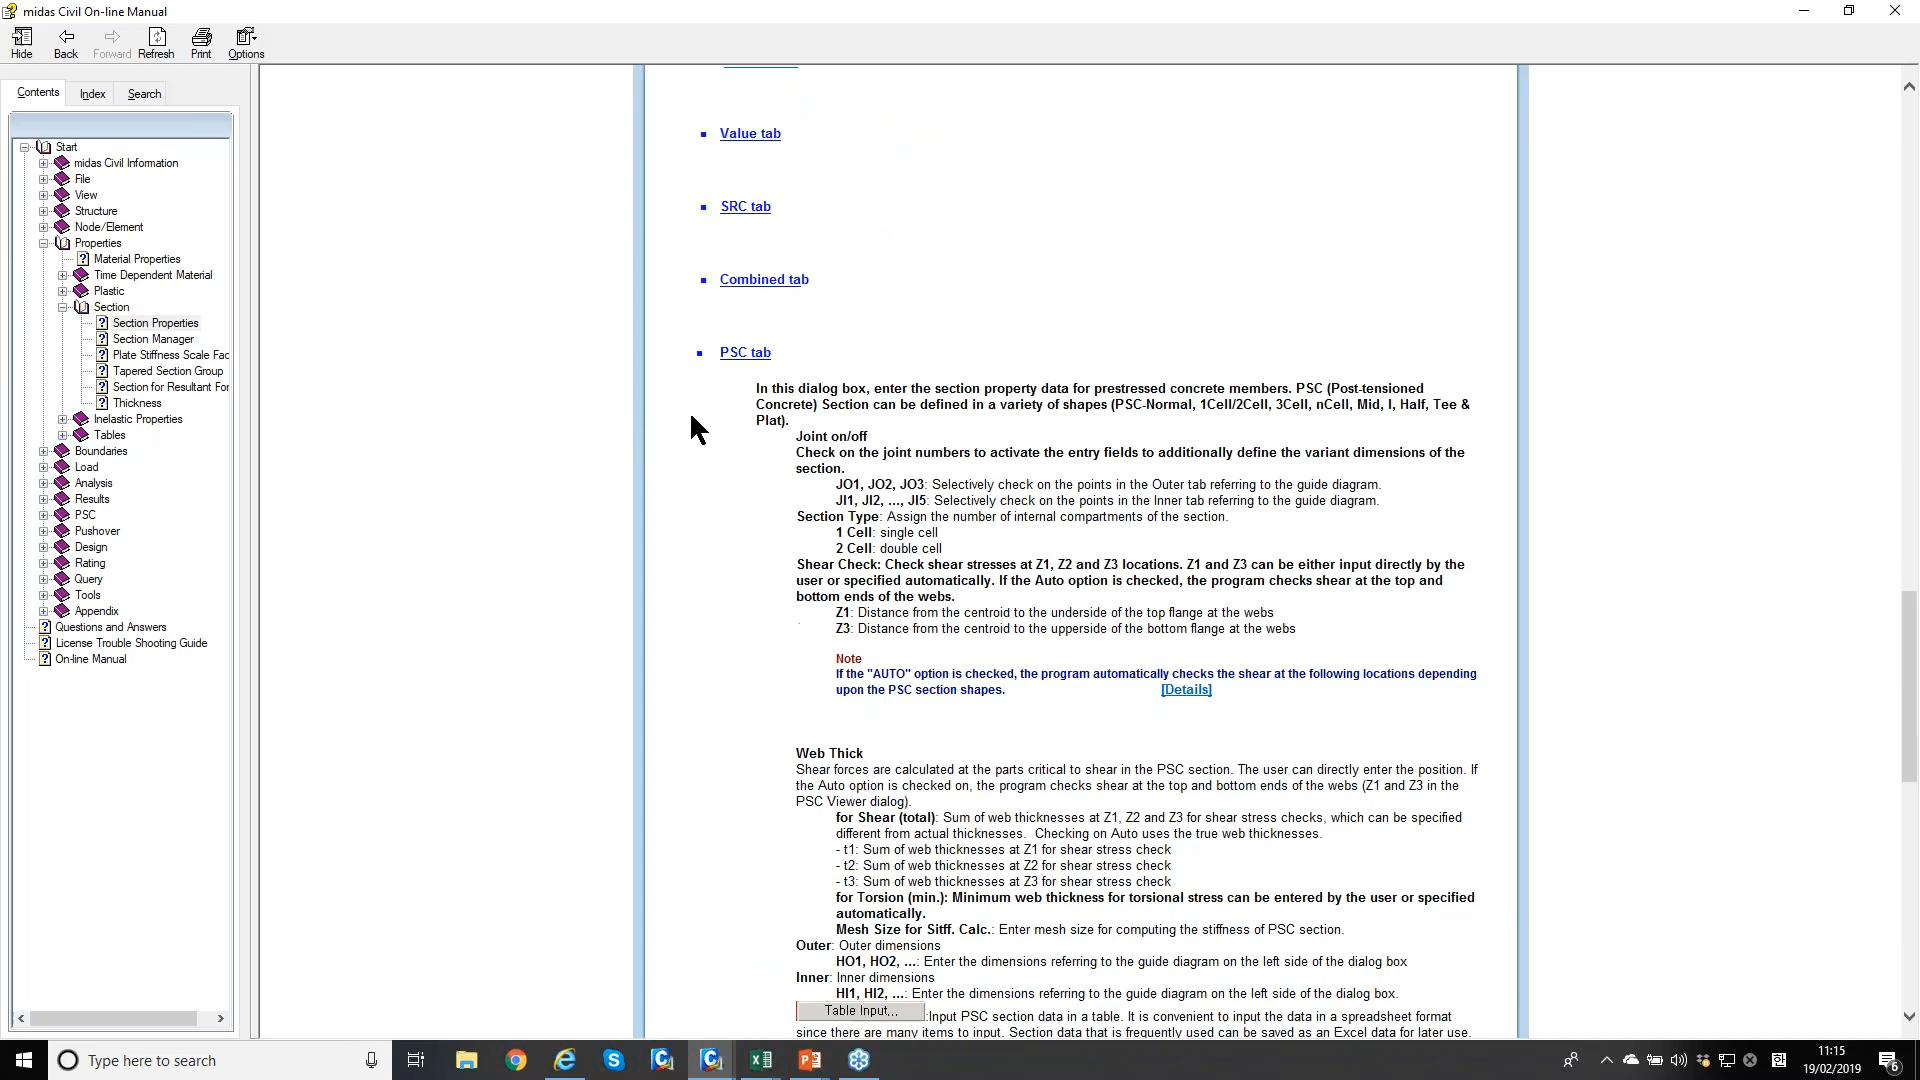 midas Civil On-line Manual
Hide
Back
Forward
Refresh
Print
Options
Contents
Index
Search
Start
midas Civil Information
File
View
Structure
Node/Element
Properties
Material Properties
Time Dependent Material
Plastic
Section
Section Properties
Section Manager
Plate Stiffness Scale Fac
Tapered Section Group
Section for Resultant For
Thickness
Inelastic Properties
Tables
Boundaries
Load
Analysis
Results
PSC
Pushover
Design
Rating
Query
Tools
Appendix
Questions and Answers
License Trouble Shooting Guide
On-line Manual
Value tab
SRC tab
Combined tab
PSC tab
In this dialog box, enter the section property data for prestressed concrete members. PSC (Post-tensioned
Concrete) Section can be defined in a variety of shapes (PSC-Normal, 1Cell/2Cell, 3Cell, nCell, Mid, I, Half, Tee &
Plat).
Joint on/off
Check on the joint numbers to activate the entry fields to additionally define the variant dimensions of the
section.
JO1, JO2, JO3: Selectively check on the points in the Outer tab referring to the guide diagram.
JI1, JI2, ..., JI5: Selectively check on the points in the Inner tab referring to the guide diagram.
Section Type: Assign the number of internal compartments of the section.
1 Cell: single cell
2 Cell: double cell
Shear Check: Check shear stresses at Z1, Z2 and Z3 locations. Z1 and Z3 can be either input directly by the
user or specified automatically. If the Auto option is checked, the program checks shear at the top and
bottom ends of the webs.
Z1: Distance from the centroid to the underside of the top flange at the webs
Z3: Distance from the centroid to the upperside of the bottom flange at the webs
Note
If the "AUTO" option is checked, the program automatically checks the shear at the following locations depending
upon the PSC section shapes. [Details]
Web Thick
Shear forces are calculated at the parts critical to shear in the PSC section. The user can directly enter the position. If
the Auto option is checked on, the program checks shear at the top and bottom ends of the webs (Z1 and Z3 in the
PSC Viewer dialog).
for Shear (total): Sum of web thicknesses at Z1, Z2 and Z3 for shear stress checks, which can be specified
different from actual thicknesses. Checking on Auto uses the true web thicknesses.
- t1: Sum of web thicknesses at Z1 for shear stress check
- t2: Sum of web thicknesses at Z2 for shear stress check
- t3: Sum of web thicknesses at Z3 for shear stress check
for Torsion (min.): Minimum web thickness for torsional stress can be entered by the user or specified
automatically.
Mesh Size for Sitff. Calc.: Enter mesh size for computing the stiffness of PSC section.
Outer: Outer dimensions
HO1, HO2, ...: Enter the dimensions referring to the guide diagram on the left side of the dialog box
Inner: Inner dimensions
HI1, HI2, ...: Enter the dimensions referring to the guide diagram on the left side of the dialog box.
Table Input... :Input PSC section data in a table. It is convenient to input the data in a spreadsheet format
since there are many items to input. Section data that is frequently used can be saved as an Excel data for later use.
Type here to search
11:15
19/02/2019
6